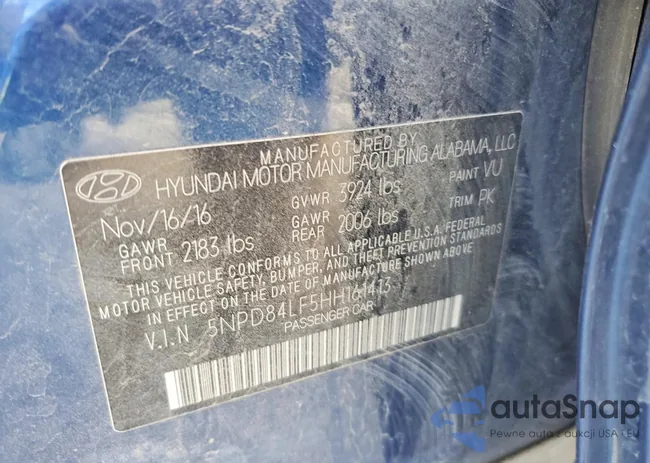 MANUFACTURED BY
HYUNDAI MOTOR MANUFACTURING ALABAMA, LLC
Nov/16/16 GVWR 3924 lbs PAINT VU
GAWR FRONT 2183 lbs GAWR REAR 2006 lbs TRIM PK
THIS VEHICLE CONFORMS TO ALL APPLICABLE U.S.A. FEDERAL
MOTOR VEHICLE SAFETY, BUMPER, AND THEFT PREVENTION STANDARDS
IN EFFECT ON THE DATE OF MANUFACTURE SHOWN ABOVE.
V.I.N 5NPD84LF5HH161413
PASSENGER CAR
autaSnap
Pewne auto z aukcji USA i EU